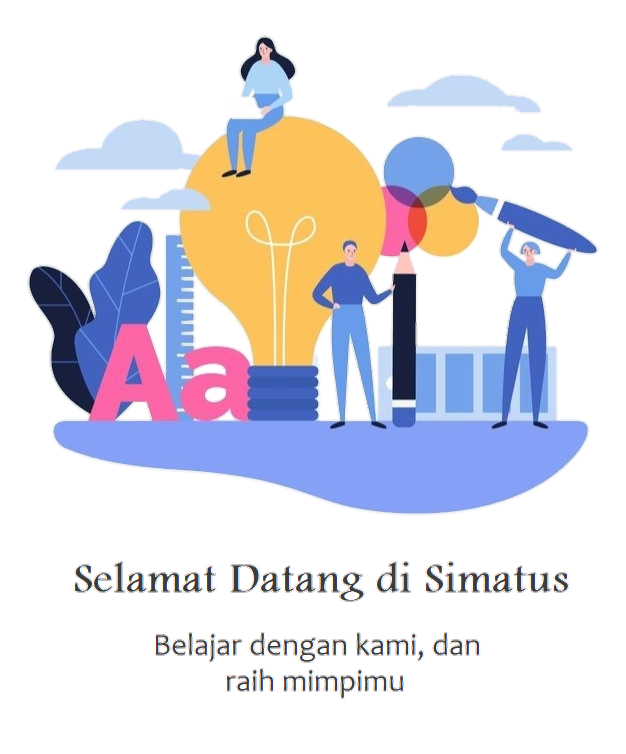 Aa
Selamat Datang di Simatus
Belajar dengan kami, dan
raih mimpimu